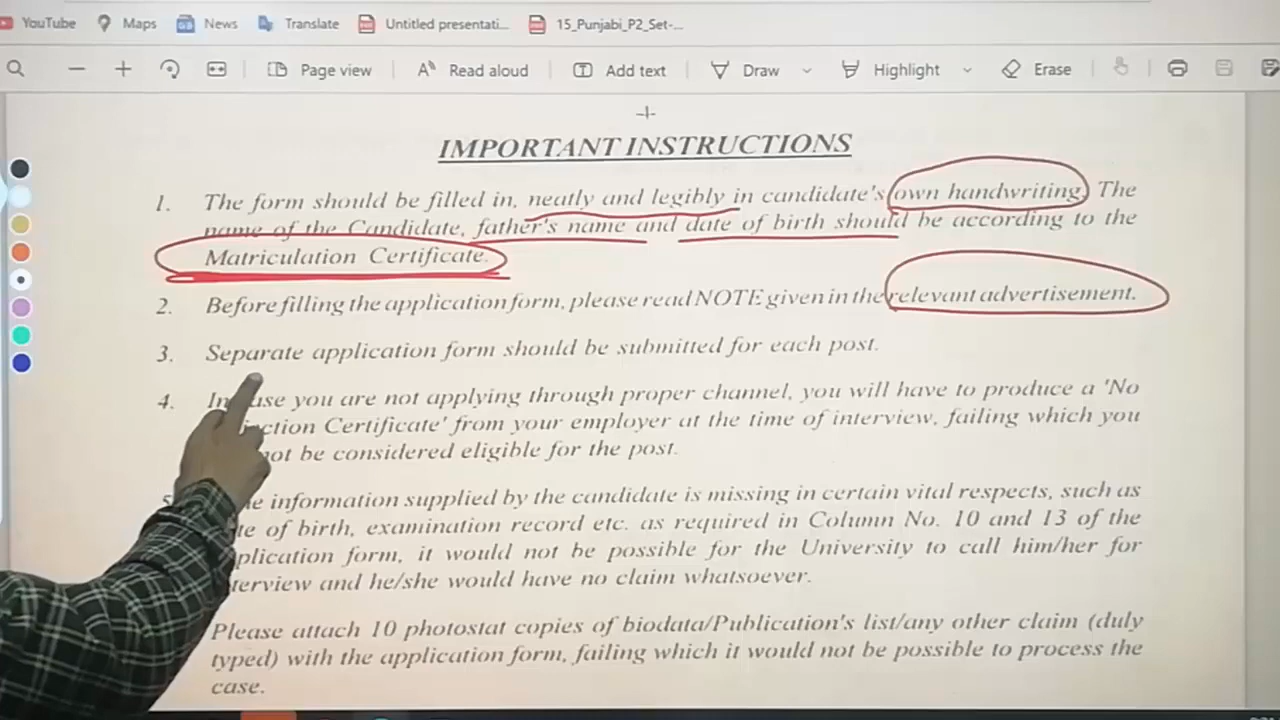 YouTube Maps News Translate Untitled presentati... 15_Punjabi_P2_Set-...
Page view Read aloud Add text Draw Highlight Erase
IMPORTANT INSTRUCTIONS
1. The form should be filled in, neatly and legibly in candidate's own handwriting. The
name of the Candidate, father's name and date of birth should be according to the
Matriculation Certificate.
2. Before filling the application form, please read NOTE given in the relevant advertisement.
3. Separate application form should be submitted for each post.
4. In case you are not applying through proper channel, you will have to produce a 'No
ction Certificate' from your employer at the time of interview, failing which you
not be considered eligible for the post.
5. information supplied by the candidate is missing in certain vital respects, such as
of birth, examination record etc. as required in Column No. 10 and 13 of the
plication form, it would not be possible for the University to call him/her for
terview and he/she would have no claim whatsoever.
Please attach 10 photostat copies of biodata/Publication's list/any other claim (duly
typed) with the application form, failing which it would not be possible to process the
case.